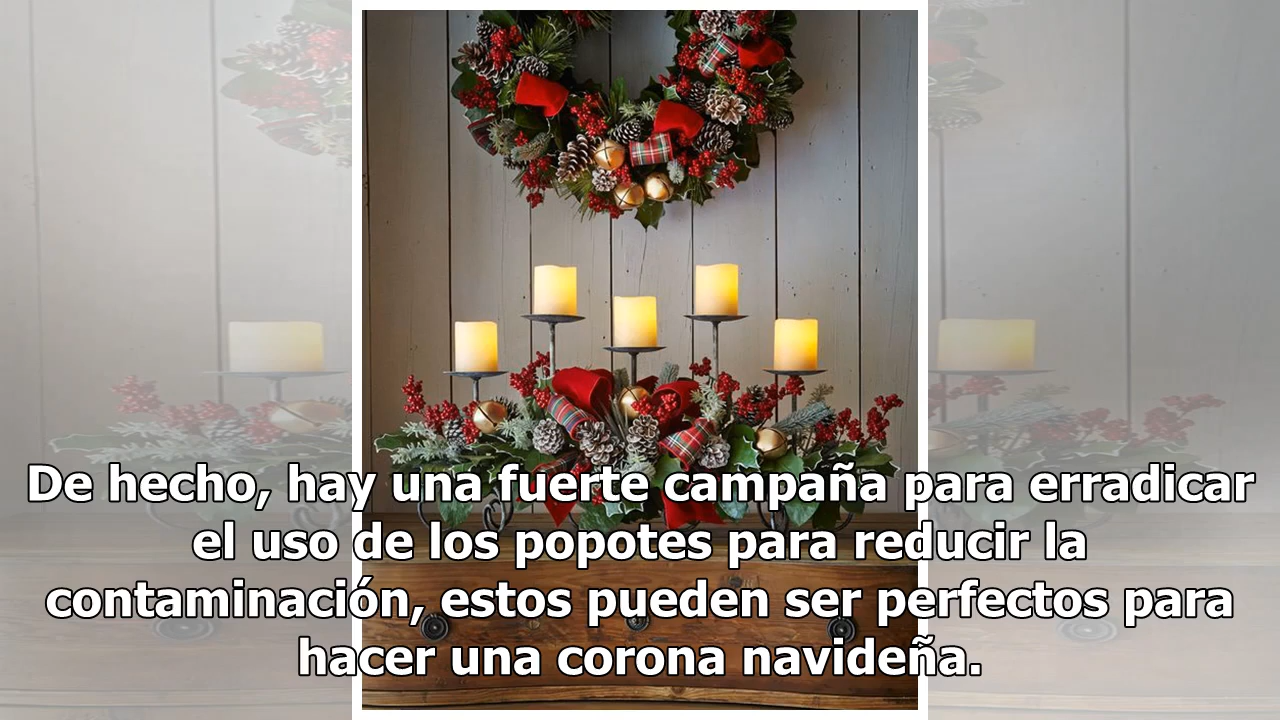 De hecho, hay una fuerte campaña para erradicar
el uso de los popotes para reducir la
contaminación, estos pueden ser perfectos para
hacer una corona navideña.